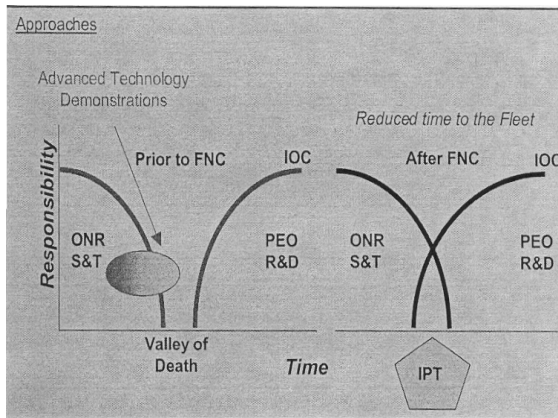 Approaches
Advanced Technology
Demonstrations
Reduced time to the Fleet
Prior to FNC
IOC
After FNC
IOC
Responsibility
ONR
S&T
PEO
R&D
ONR
S&T
PEO
R&D
Valley of
Death
Time
IPT